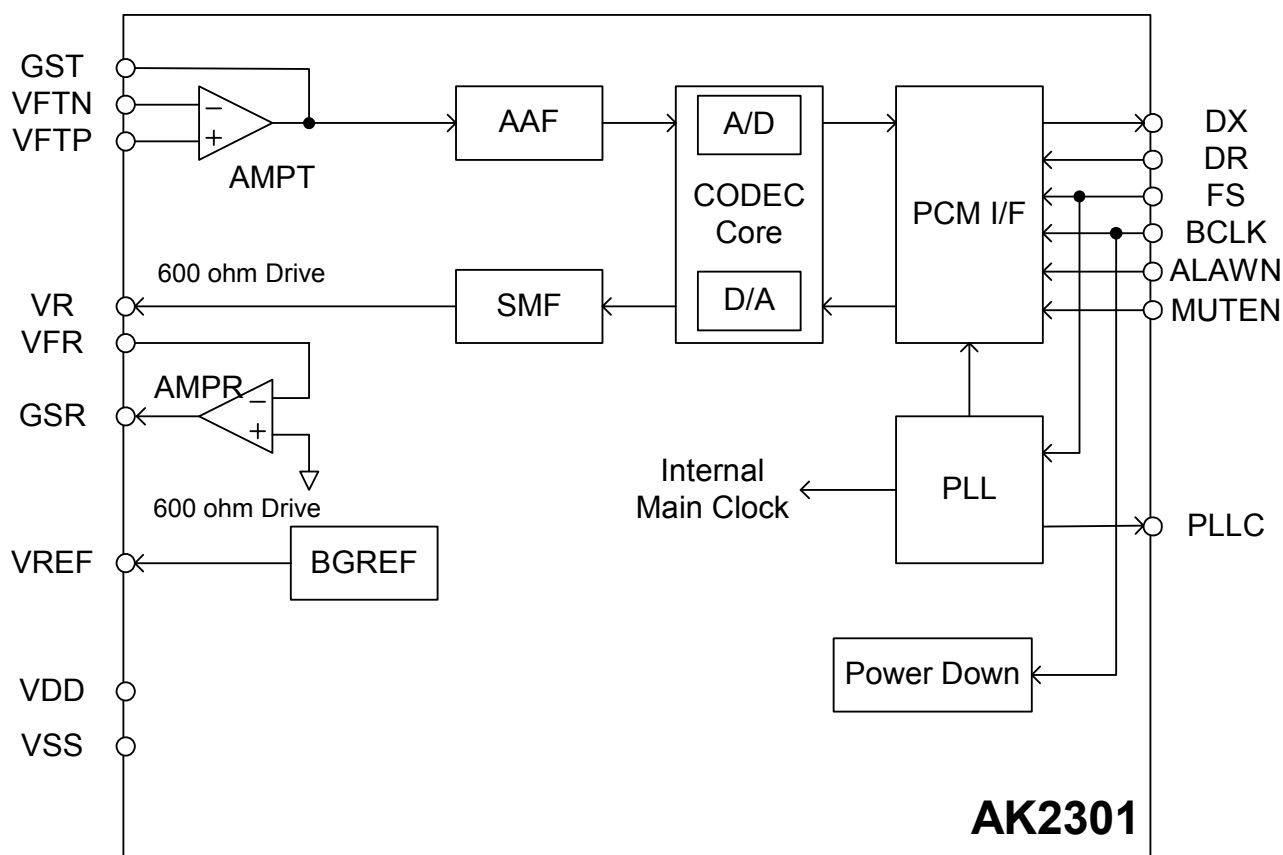 GST
VFTN
VFTP
−
+
AMPT
AAF
A/D
CODEC
Core
D/A
PCM I/F
DX
DR
FS
BCLK
ALAWN
MUTEN
600 ohm Drive
VR
SMF
VFR
AMPR
−
+
GSR
600 ohm Drive
Internal
Main Clock
PLL
PLLC
VREF
BGREF
Power Down
VDD
VSS
AK2301